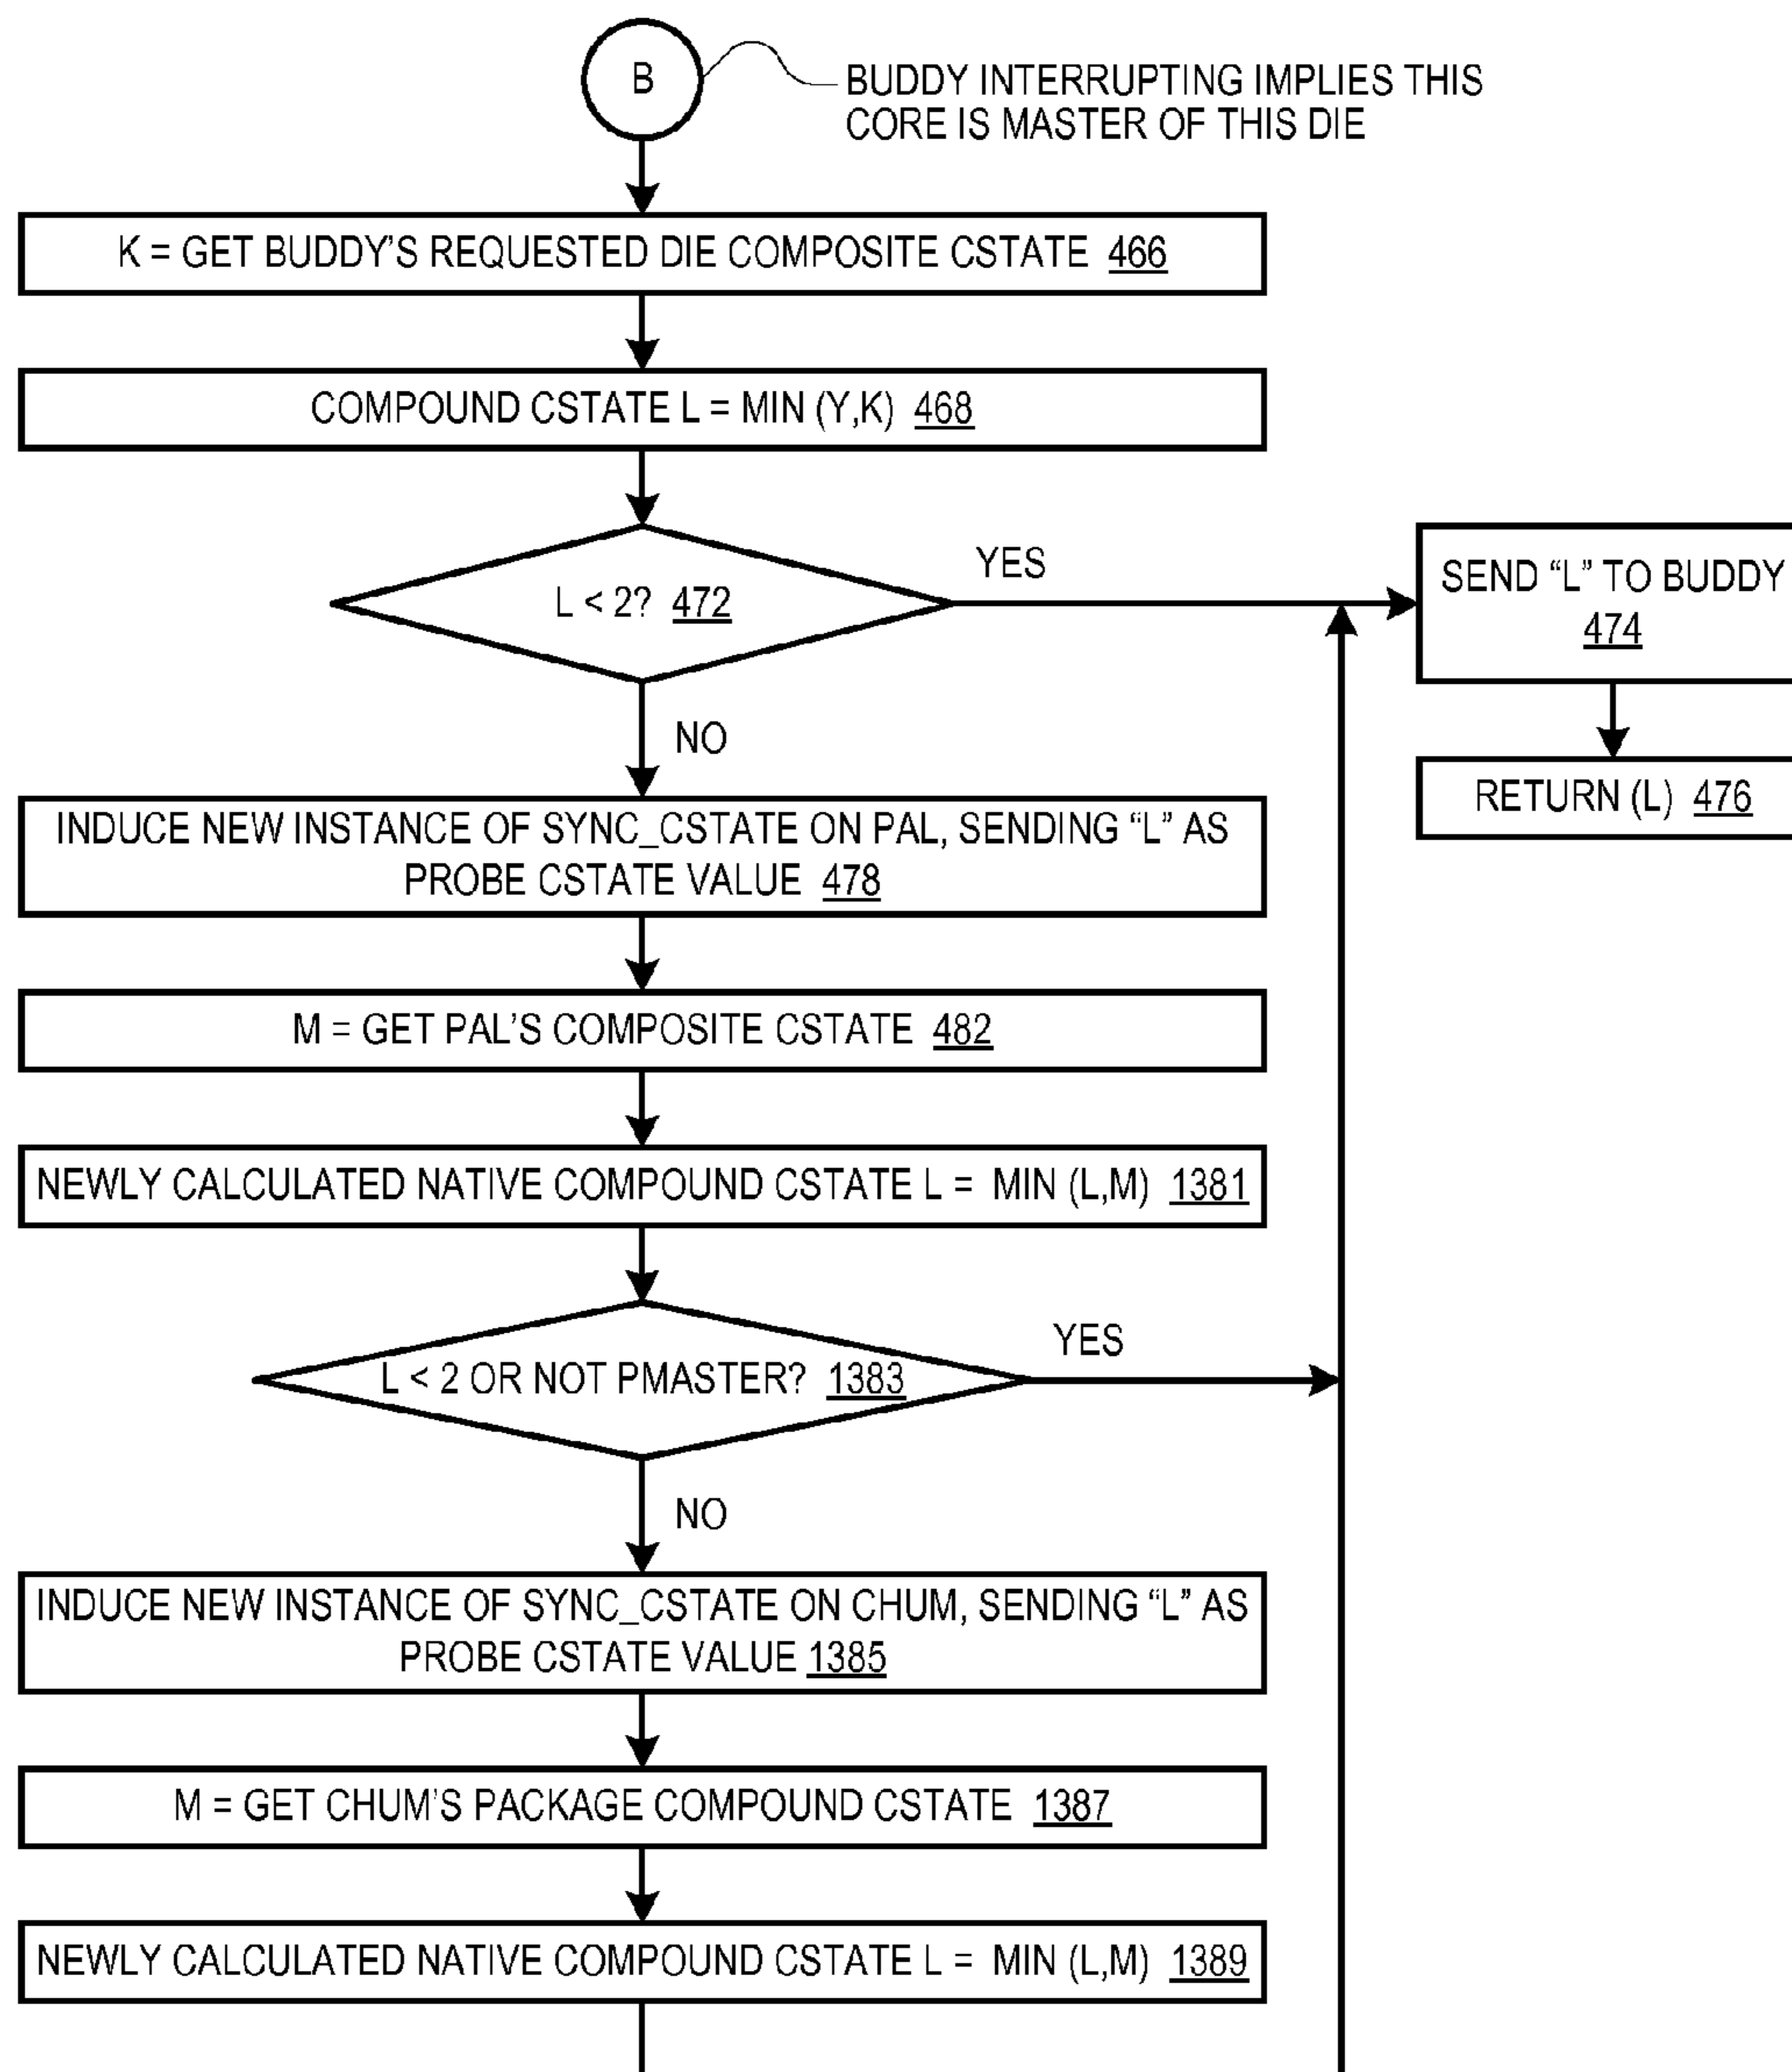 B
BUDDY INTERRUPTING IMPLIES THIS
CORE IS MASTER OF THIS DIE
K = GET BUDDY'S REQUESTED DIE COMPOSITE CSTATE 466
COMPOUND CSTATE L = MIN (Y,K) 468
L < 2? 472
YES
SEND “L” TO BUDDY
474
RETURN (L) 476
NO
INDUCE NEW INSTANCE OF SYNC_CSTATE ON PAL, SENDING “L” AS
PROBE CSTATE VALUE 478
M = GET PAL'S COMPOSITE CSTATE 482
NEWLY CALCULATED NATIVE COMPOUND CSTATE L = MIN (L,M) 1381
L < 2 OR NOT PMASTER? 1383
YES
NO
INDUCE NEW INSTANCE OF SYNC_CSTATE ON CHUM, SENDING “L” AS
PROBE CSTATE VALUE 1385
M = GET CHUM'S PACKAGE COMPOUND CSTATE 1387
NEWLY CALCULATED NATIVE COMPOUND CSTATE L = MIN (L,M) 1389